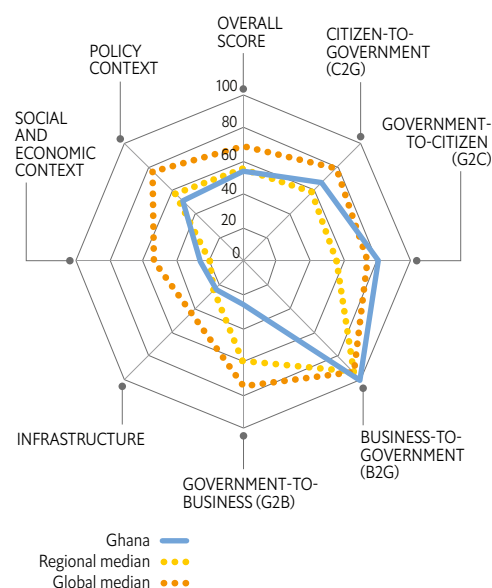 OVERALL
SCORE
CITIZEN-TO-
GOVERNMENT
(C2G)
POLICY
CONTEXT
GOVERNMENT-
TO-CITIZEN
(G2C)
SOCIAL
AND
ECONOMIC
CONTEXT
100
80
60
40
20
0
INFRASTRUCTURE
BUSINESS-TO-
GOVERNMENT
(B2G)
GOVERNMENT-TO-
BUSINESS (G2B)
Ghana
Regional median
Global median